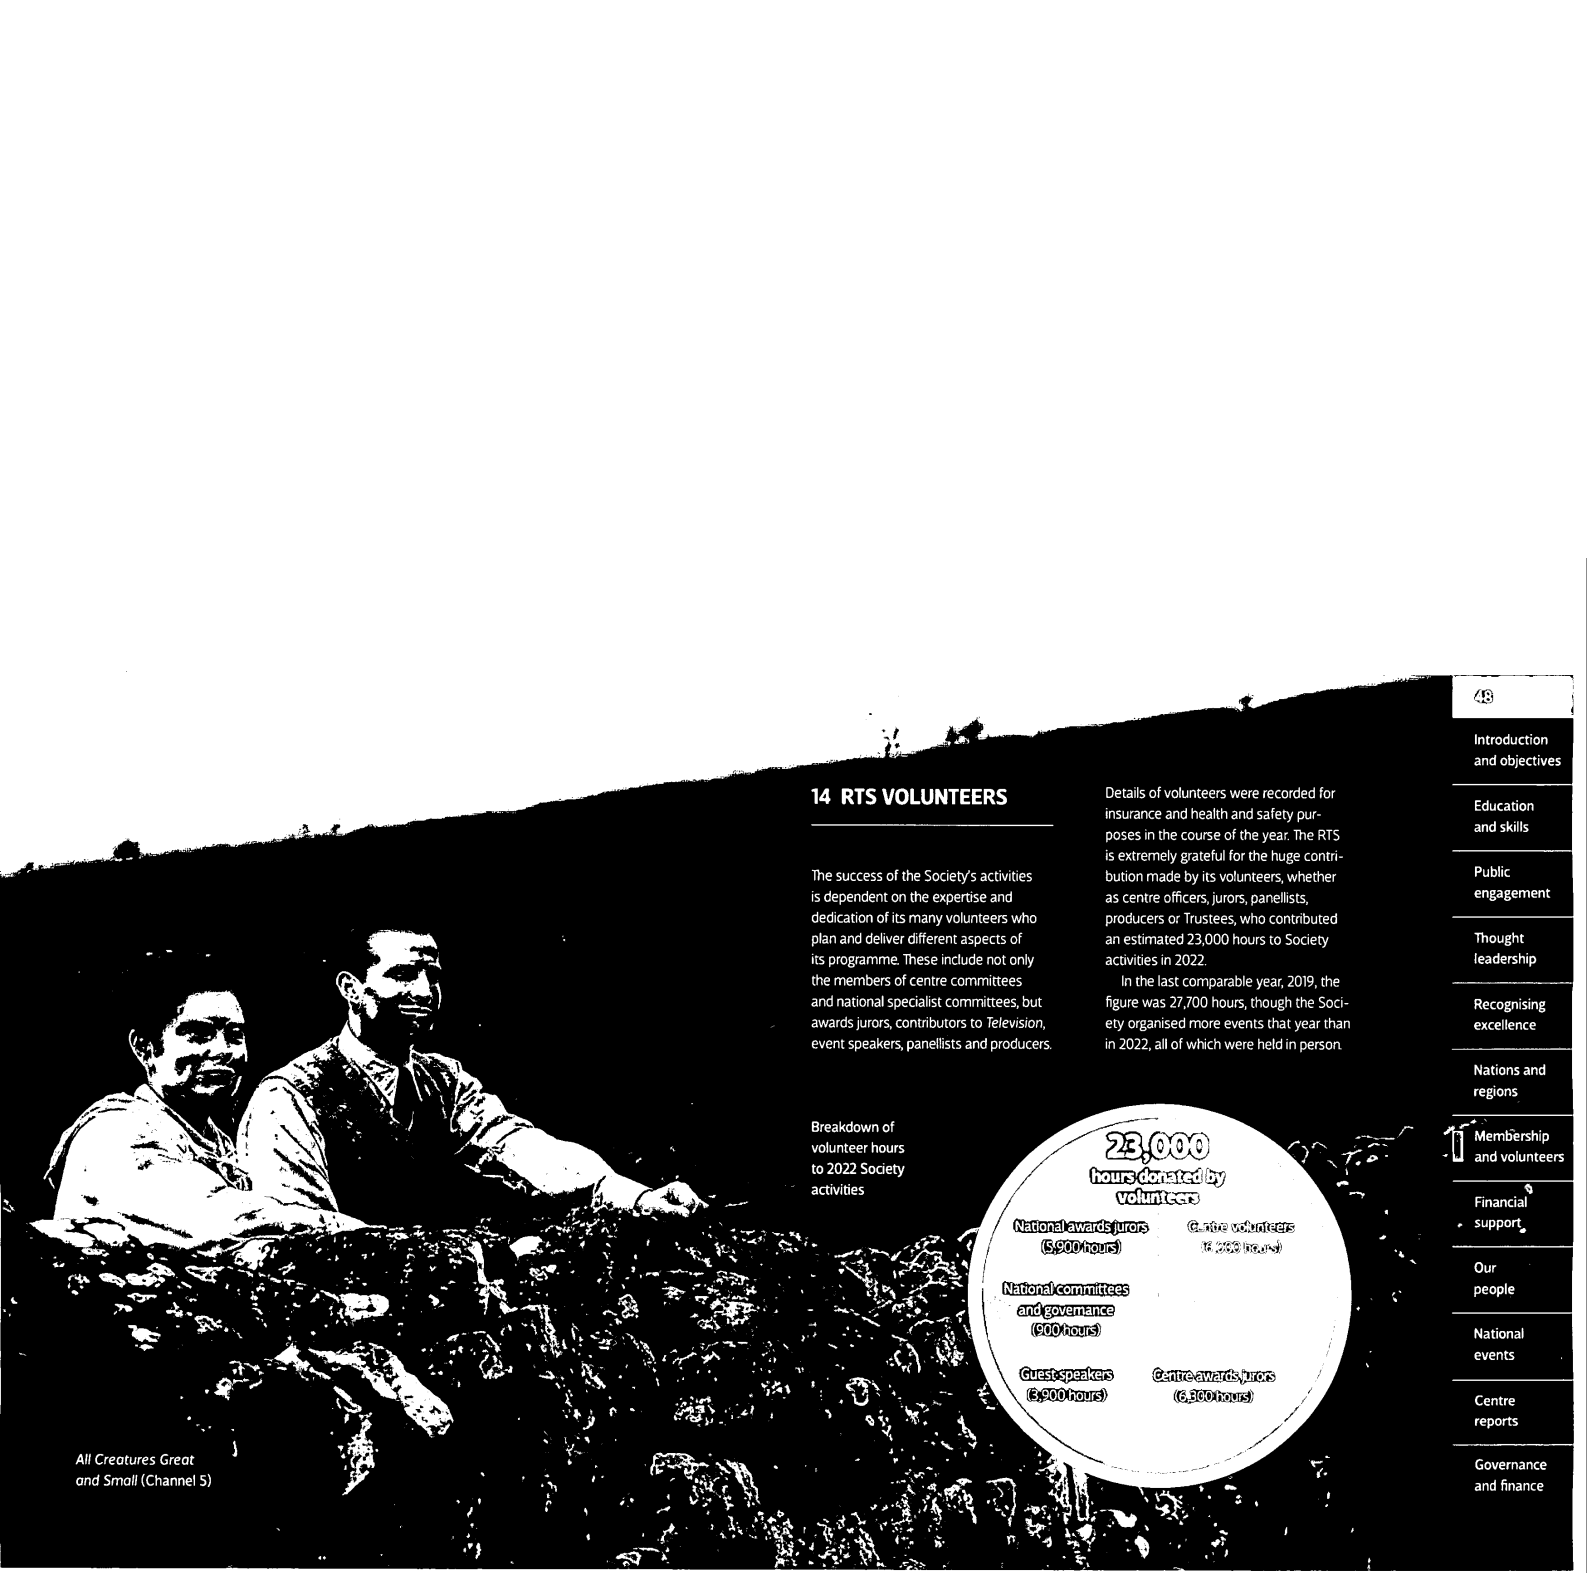 48
14 RTS VOLUNTEERS
The success of the Society's activities
is dependent on the expertise and
dedication of its many volunteers who
plan and deliver different aspects of
its programme. These include not only
the members of centre committees
and national specialist committees, but
awards jurors, contributors to Television,
event speakers, panellists and producers.
Details of volunteers were recorded for
insurance and health and safety pur-
poses in the course of the year. The RTS
is extremely grateful for the huge contri-
bution made by its volunteers, whether
as centre officers, jurors, panellists,
producers or Trustees, who contributed
an estimated 23,000 hours to Society
activities in 2022.
In the last comparable year, 2019, the
figure was 27,700 hours, though the Soci-
ety organised more events that year than
in 2022, all of which were held in person.
Breakdown of
volunteer hours
to 2022 Society
activities
23,000
hours donated by
volunteers
National awards jurors
(5,900 hours)
Centre volunteers
hours)
National committees
and governance
(900 hours)
Guest speakers
(3,900 hours)
Centre awards jurors
(6,300 hours)
All Creatures Great
and Small (Channel 5)
Introduction
and objectives
Education
and skills
Public
engagement
Thought
leadership
Recognising
excellence
Nations and
regions
Membership
and volunteers
Financial
support
Our
people
National
events
Centre
reports
Governance
and finance